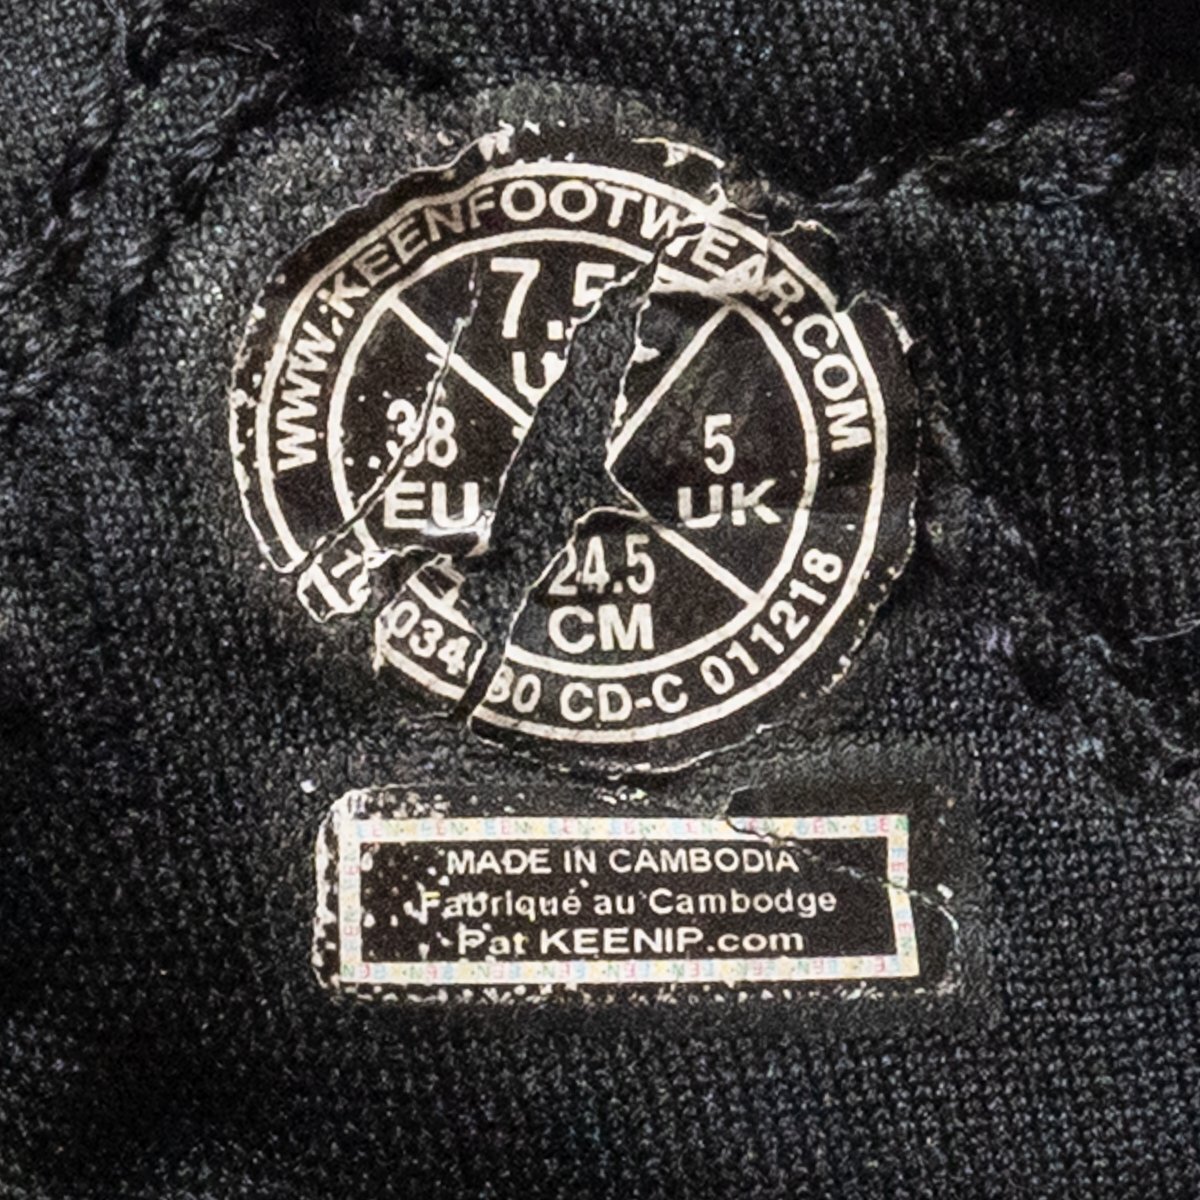 WWW.KEENFOOTWEAR.COM
7.5
38
EU
5
UK
24.5
CM
CD-C 011218
MADE IN CAMBODIA
Fabriqué au Cambodge
Pat KEENIP.com